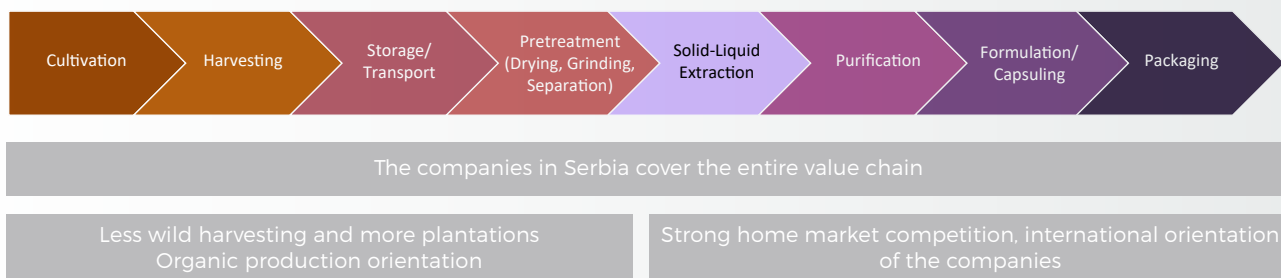 Cultivation
Harvesting
Storage/
Transport
Pretreatment
(Drying, Grinding,
Separation)
Solid-Liquid
Extraction
Purification
Formulation/
Capsuling
Packaging
The companies in Serbia cover the entire value chain
Less wild harvesting and more plantations
Organic production orientation
Strong home market competition, international orientation
of the companies